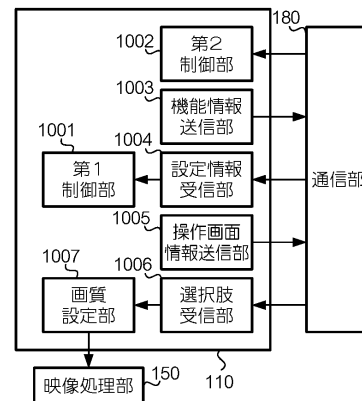 180
1002
第2
制御部
1003
機能情報
送信部
1001
1004
第1
制御部
設定情報
受信部
通信部
1005
操作画面
情報送信部
1007
1006
画質
設定部
選択肢
受信部
映像処理部
150
110